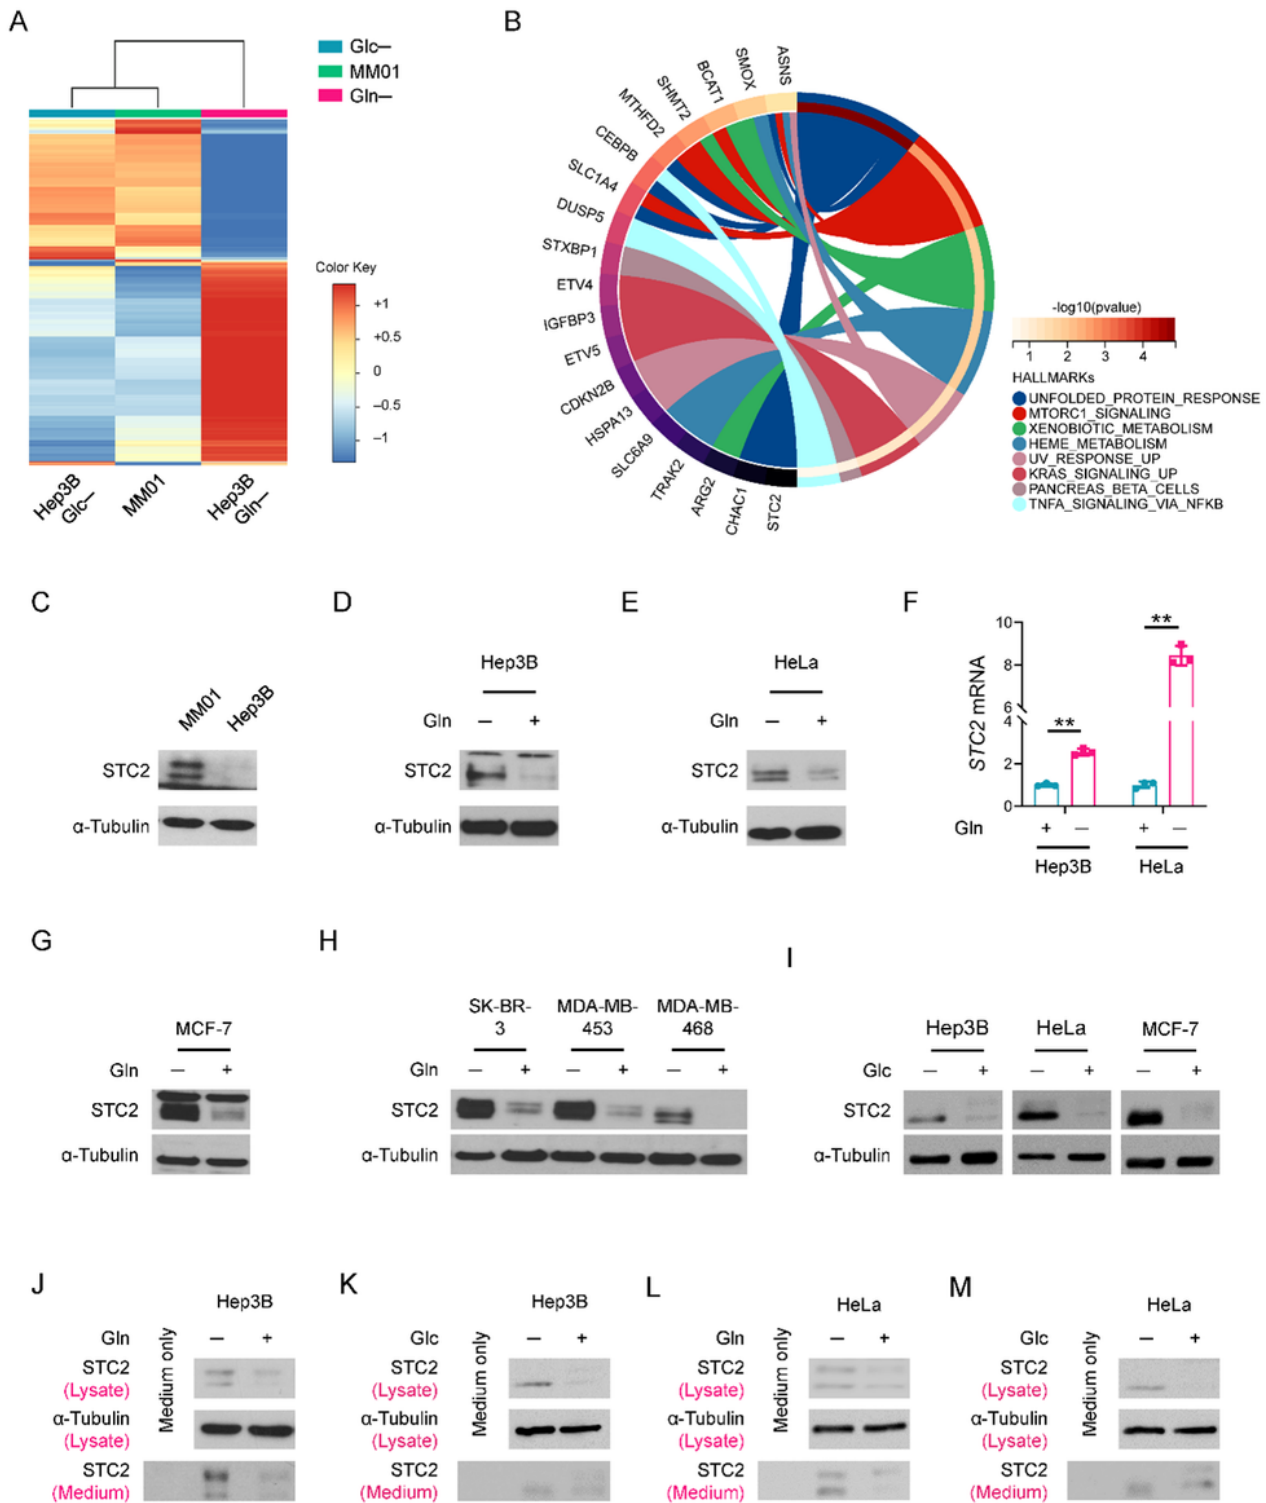 A
Glc—
MM01
Gln—
Color Key
+1
+0.5
0
−0.5
−1
Hep3B
Glc—
MM01
Hep3B
Gln—
B
ASNS
SMOX
BCAT1
SHMT2
MTHFD2
CEBPB
SLC1A4
DUSP5
STXBP1
ETV4
IGFBP3
ETV5
CDKN2B
HSPA13
SLC6A9
TRAK2
ARG2
CHAC1
STC2
-log10(pvalue)
1 2 3 4
HALLMARKs
UNFOLDED_PROTEIN_RESPONSE
MTORC1_SIGNALING
XENOBIOTIC_METABOLISM
HEME_METABOLISM
UV_RESPONSE_UP
KRAS_SIGNALING_UP
PANCREAS_BETA_CELLS
TNFA_SIGNALING_VIA_NFKB
C
MM01 Hep3B
STC2
α-Tubulin
D
Hep3B
Gln — +
STC2
α-Tubulin
E
HeLa
Gln — +
STC2
α-Tubulin
F
STC2 mRNA
10
8
6
4
2
0
** **
Gln + — + —
Hep3B HeLa
G
MCF-7
Gln — +
STC2
α-Tubulin
H
SK-BR- MDA-MB- MDA-MB-
3 453 468
Gln — + — + — +
STC2
α-Tubulin
I
Hep3B HeLa MCF-7
Glc — + — + — +
STC2
α-Tubulin
J
Hep3B
Gln Medium only — +
STC2
(Lysate)
α-Tubulin
(Lysate)
STC2
(Medium)
K
Hep3B
Glc Medium only — +
STC2
(Lysate)
α-Tubulin
(Lysate)
STC2
(Medium)
L
HeLa
Gln Medium only — +
STC2
(Lysate)
α-Tubulin
(Lysate)
STC2
(Medium)
M
HeLa
Glc Medium only — +
STC2
(Lysate)
α-Tubulin
(Lysate)
STC2
(Medium)